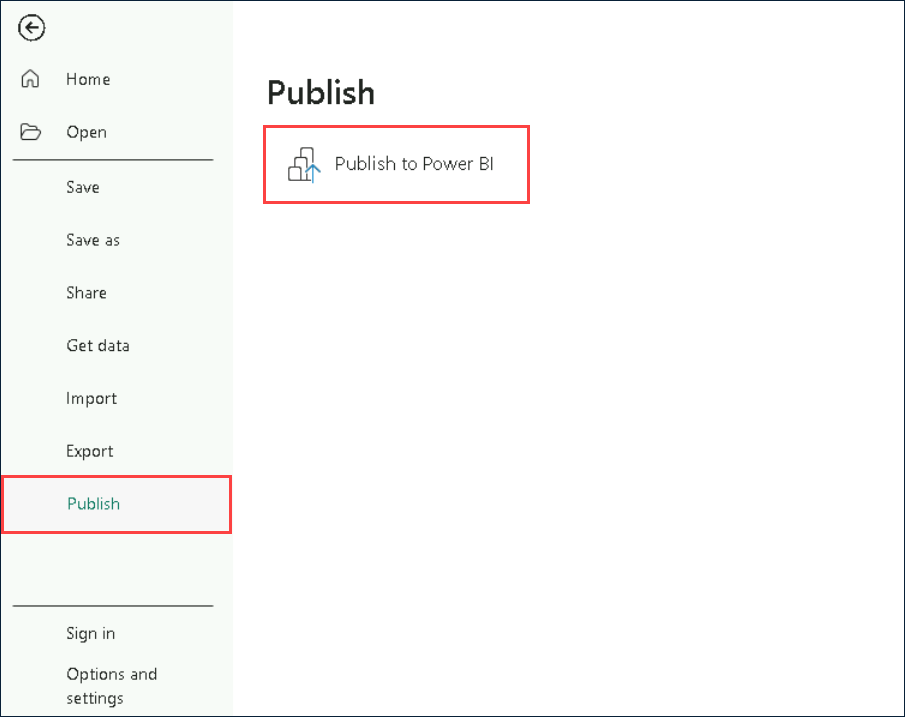 Home
Open
Save
Save as
Share
Get data
Import
Export
Publish
Sign in
Options and
settings
Publish
Publish to Power BI